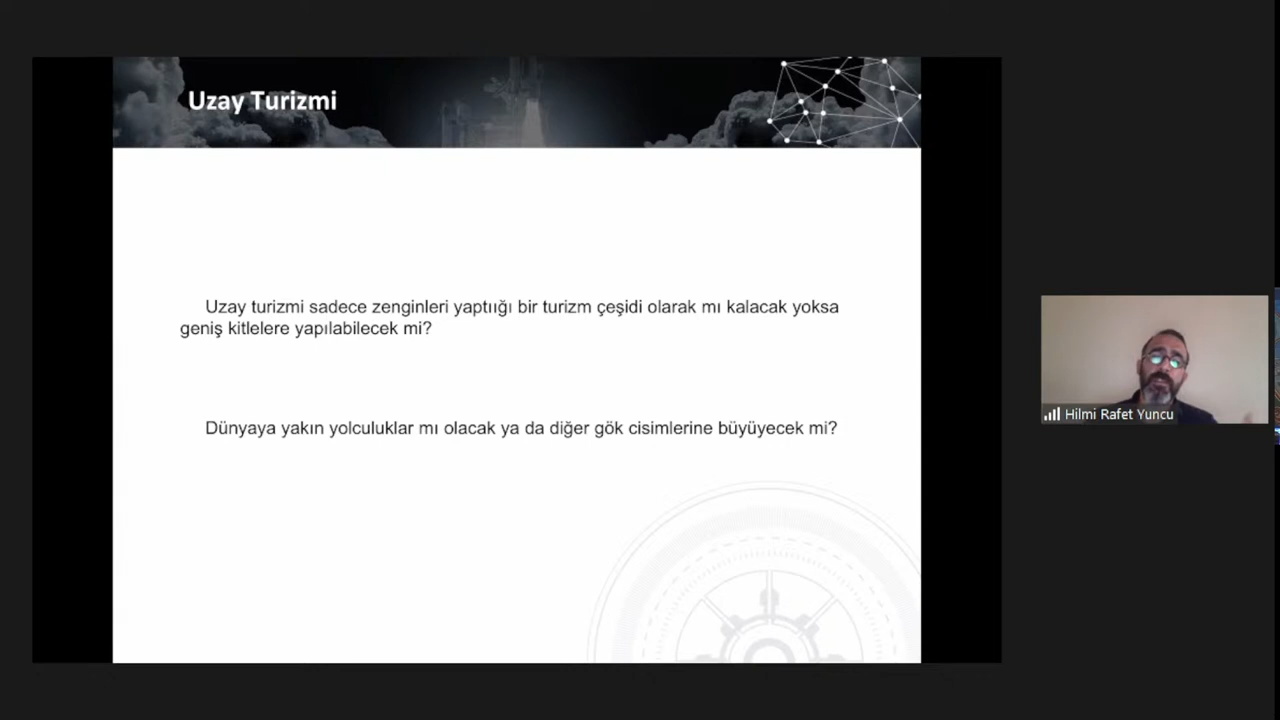 Uzay Turizmi
Uzay turizmi sadece zenginleri yaptığı bir turizm çeşidi olarak mı kalacak yoksa
geniş kitlelere yapılabilecek mi?
Dünyaya yakın yolculuklar mı olacak ya da diğer gök cisimlerine büyüyecek mi?
Hilmi Rafet Yuncu